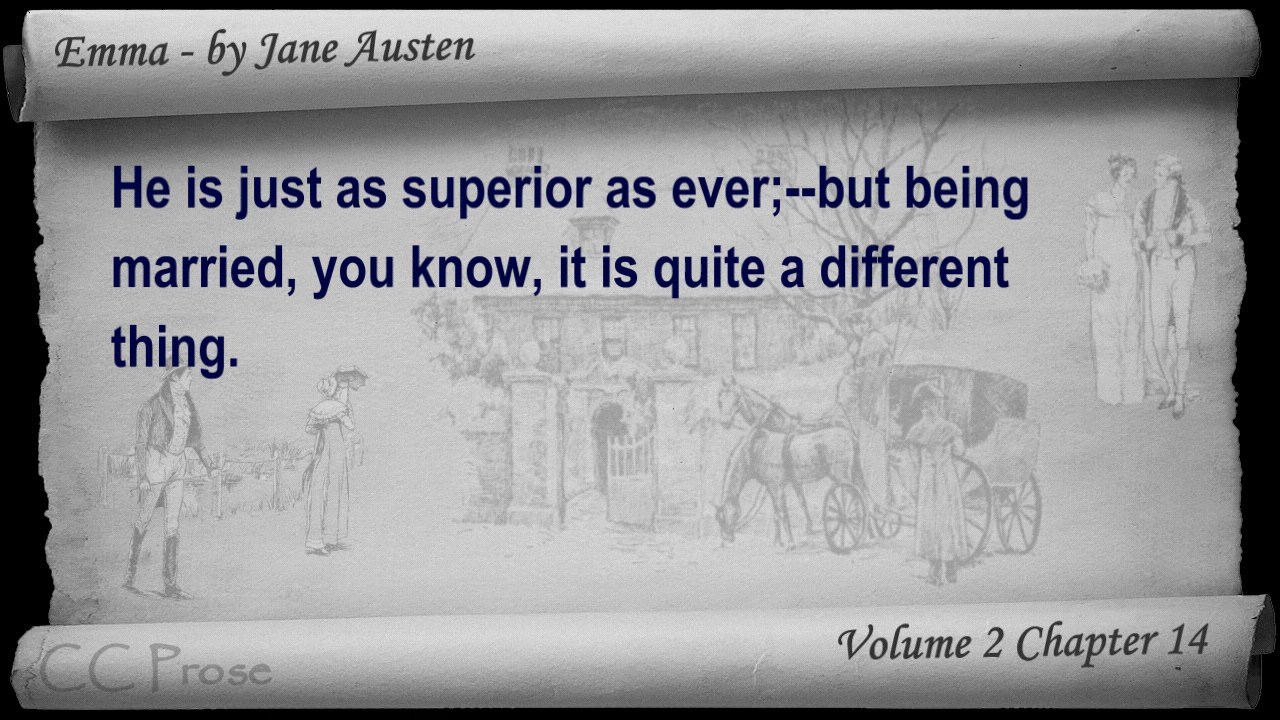 Emma - by Jane Austen
He is just as superior as ever;--but being
married, you know, it is quite a different
thing.
Volume 2 Chapter 14
CC Prose